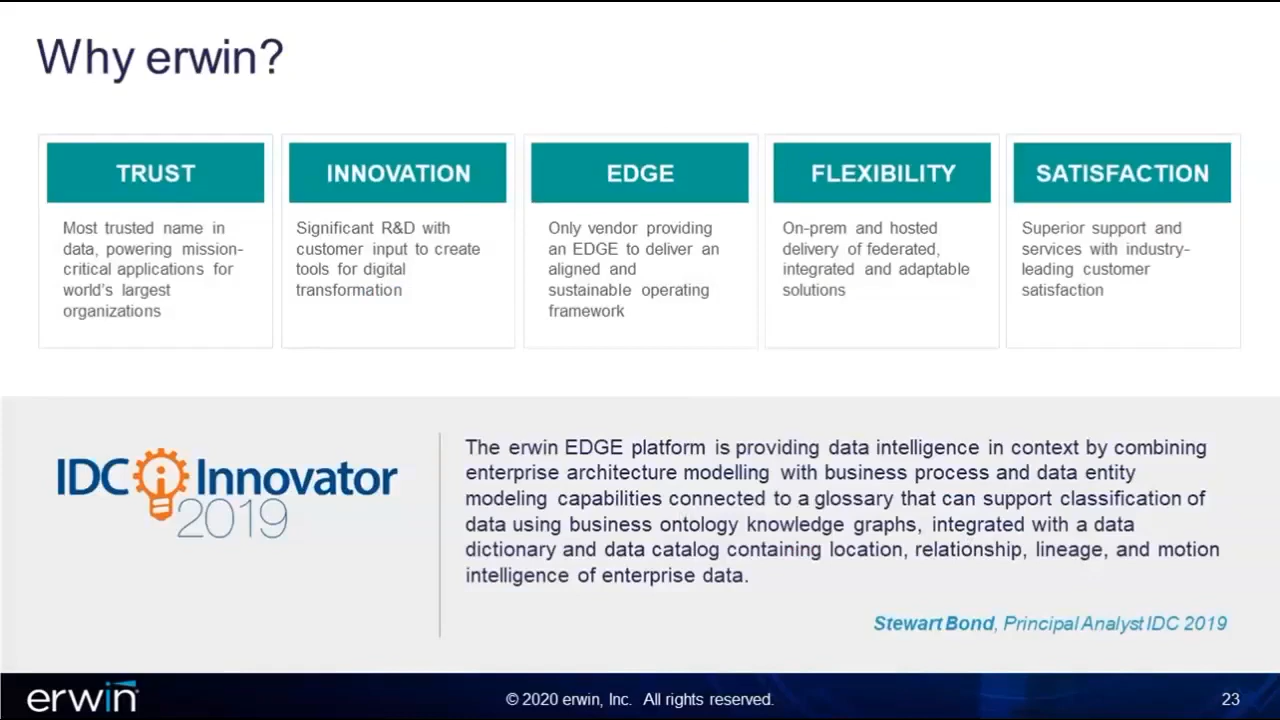 Why erwin?
TRUST
Most trusted name in
data, powering mission-
critical applications for
world's largest
organizations
INNOVATION
Significant R&D with
customer input to create
tools for digital
transformation
EDGE
Only vendor providing
an EDGE to deliver an
aligned and
sustainable operating
framework
FLEXIBILITY
On-prem and hosted
delivery of federated,
integrated and adaptable
solutions
SATISFACTION
Superior support and
services with industry-
leading customer
satisfaction
IDC Innovator
2019
The erwin EDGE platform is providing data intelligence in context by combining
enterprise architecture modelling with business process and data entity
modeling capabilities connected to a glossary that can support classification of
data using business ontology knowledge graphs, integrated with a data
dictionary and data catalog containing location, relationship, lineage, and motion
intelligence of enterprise data.
Stewart Bond, Principal Analyst IDC 2019
erwin
© 2020 erwin, Inc. All rights reserved.
23